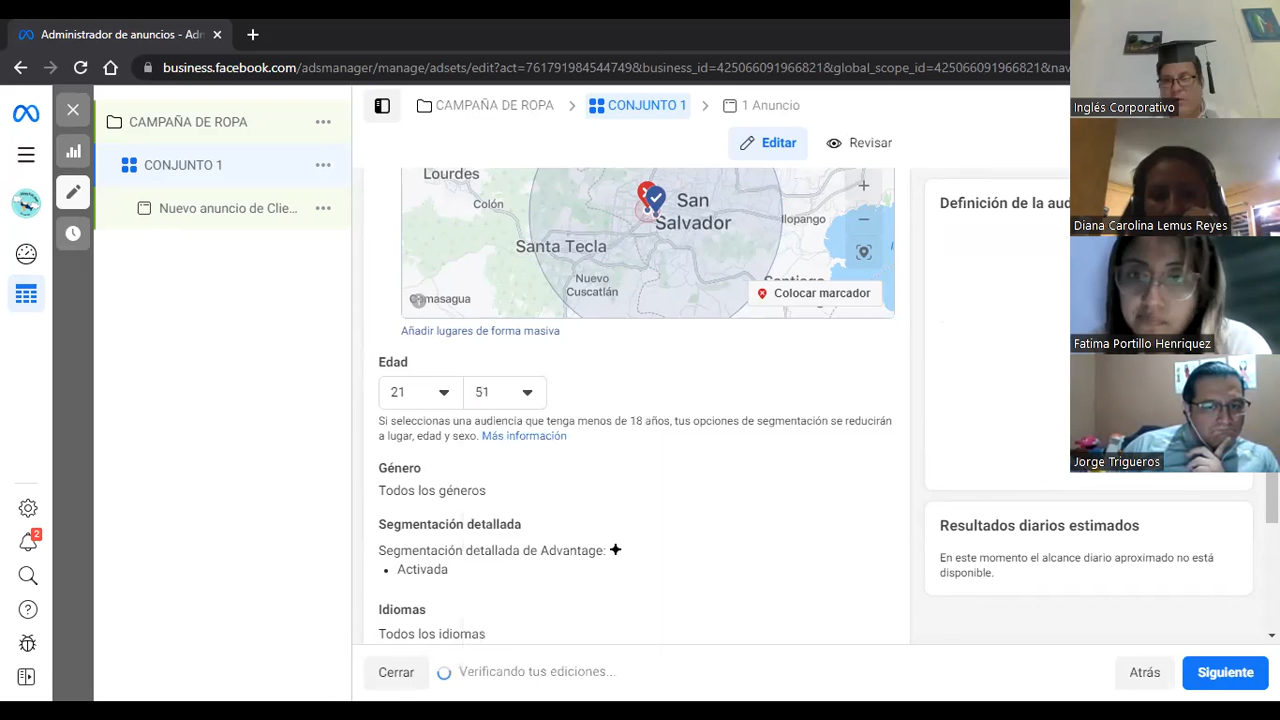 Administrador de anuncios - Adn
business.facebook.com/adsmanager/manage/adsets/edit?act=761791984544749&business_id=425066091966821&global_scope_id=425066091966821&nav
CAMPAÑA DE ROPA
CONJUNTO 1
Nuevo anuncio de Clie...
2
CAMPAÑA DE ROPA
CONJUNTO 1
1 Anuncio
Editar
Revisar
Lourdes
Colón
San
Salvador
Ilopango
Santa Tecla
Nuevo
Cuscatlán
Colocar marcador
Añadir lugares de forma masiva
Edad
21
51
Si seleccionas una audiencia que tenga menos de 18 años, tus opciones de segmentación se reducirán
a lugar, edad y sexo. Más información
Género
Todos los géneros
Segmentación detallada
Segmentación detallada de Advantage:
Activada
Idiomas
Todos los idiomas
Cerrar
Verificando tus ediciones...
Atrás
Siguiente
Definición de la aud
Resultados diarios estimados
En este momento el alcance diario aproximado no está
disponible.
Inglés Corporativo
Diana Carolina Lemus Reyes
Fatima Portillo Henriquez
Jorge Trigueros